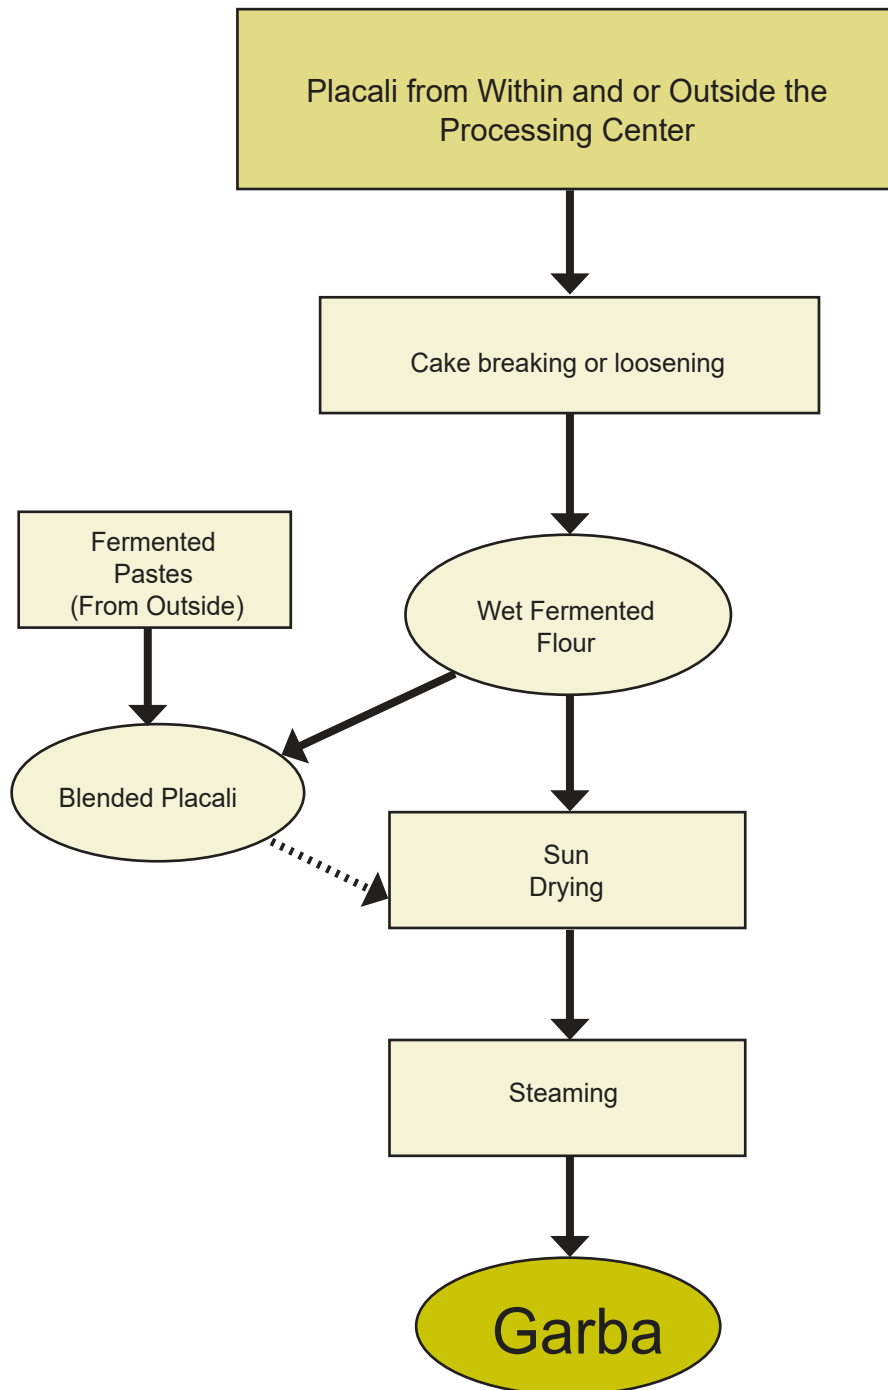 Placali from Within and or Outside the
Processing Center
Cake breaking or loosening
Fermented
Pastes
(From Outside)
Wet Fermented
Flour
Blended Placali
Sun
Drying
Steaming
Garba